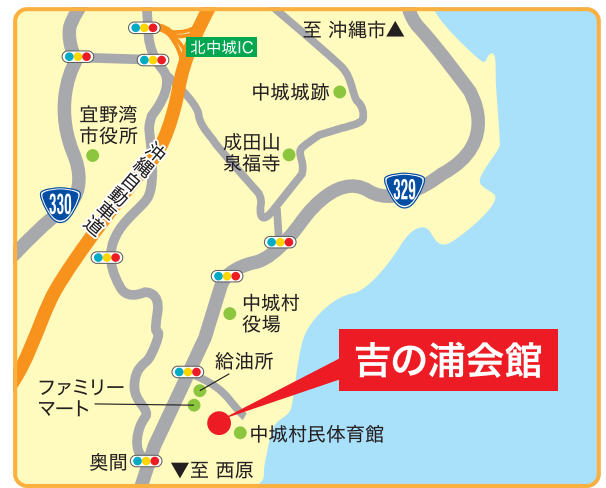 至 沖縄市▲
北中城IC
中城城跡
宜野湾
市役所
成田山
泉福寺
沖縄自動車道
330
329
中城村
役場
吉の浦会館
給油所
ファミリー
マート
中城村民体育館
奥間
▼至 西原